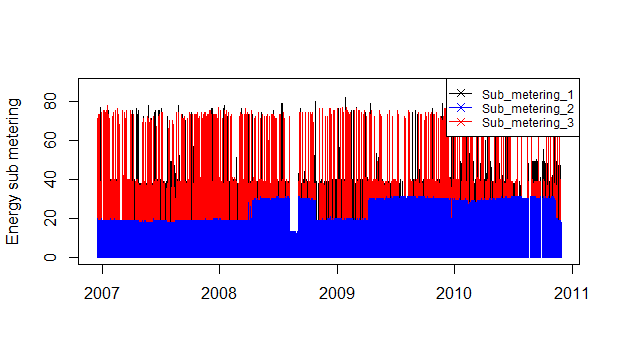 Energy sub metering
80
60
40
20
0
Sub_metering_1
Sub_metering_2
Sub_metering_3
2007 2008 2009 2010 2011